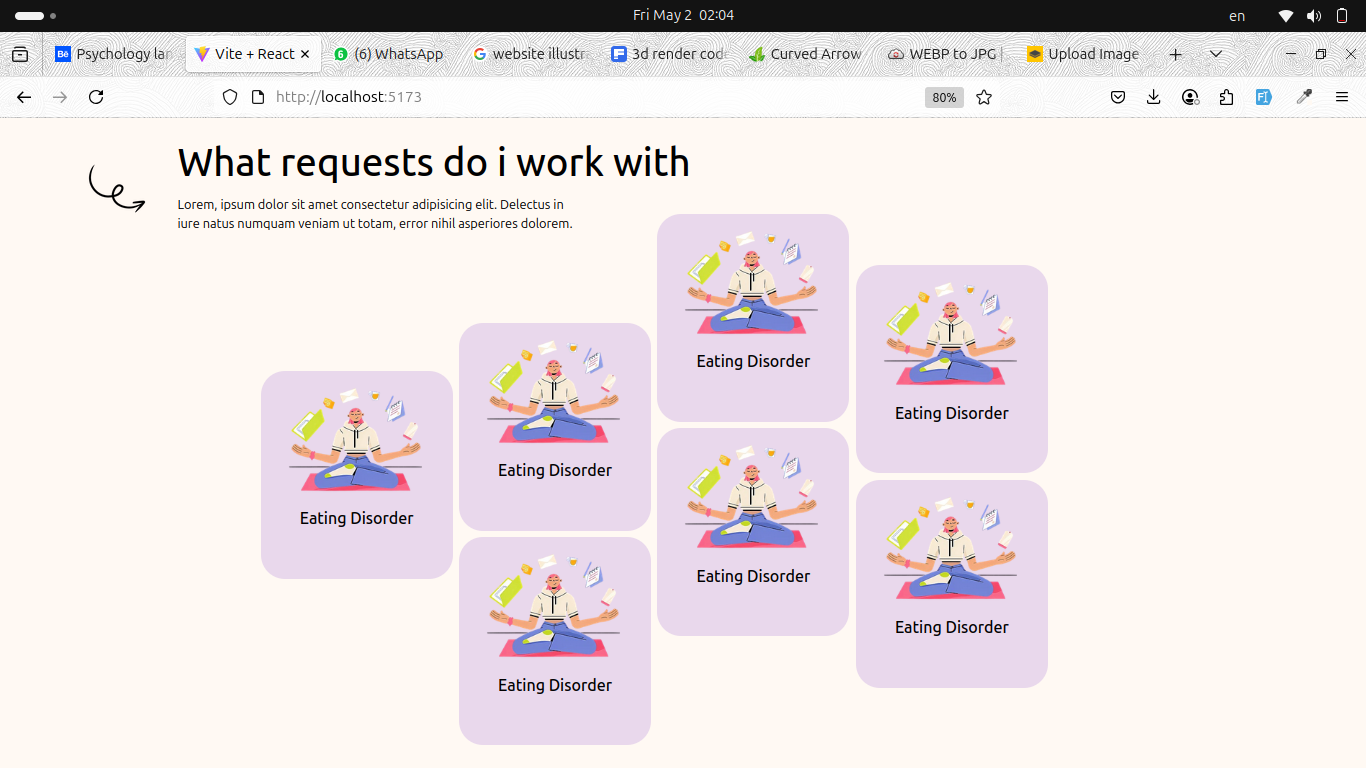 Fri May 2 02:04
en
Psychology lan
Vite + React
(6) WhatsApp
website illustra
3d render code
Curved Arrow
WEBP to JPG |
Upload Image
http://localhost:5173
80%
What requests do i work with
Lorem, ipsum dolor sit amet consectetur adipisicing elit. Delectus in
iure natus numquam veniam ut totam, error nihil asperiores dolorem.
Eating Disorder
Eating Disorder
Eating Disorder
Eating Disorder
Eating Disorder
Eating Disorder
Eating Disorder